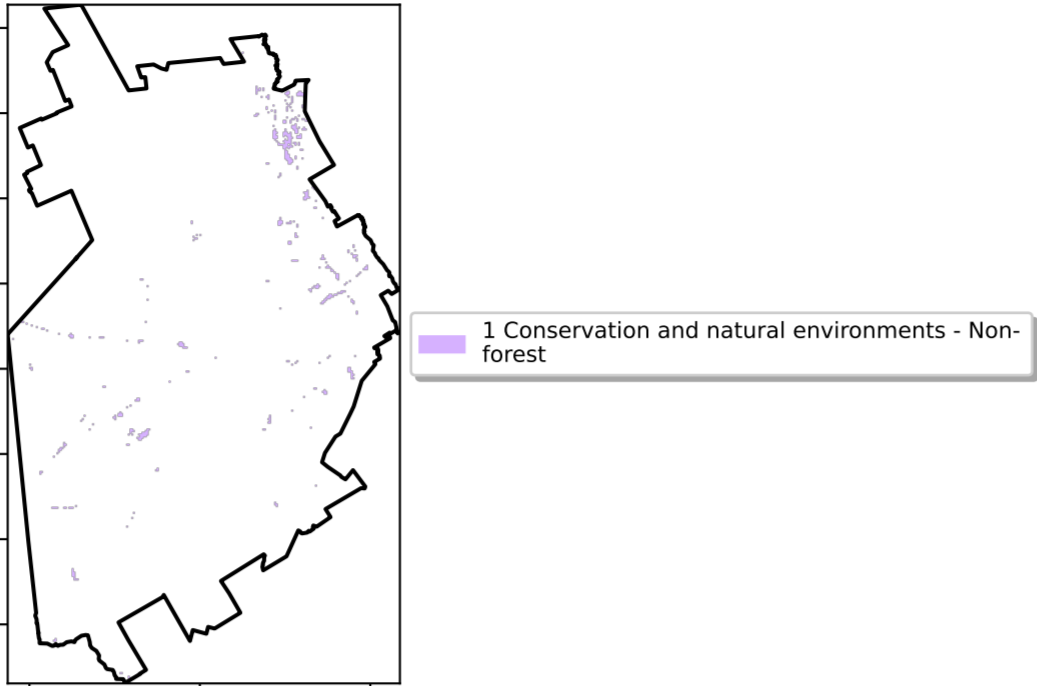 1 Conservation and natural environments - Non-
forest